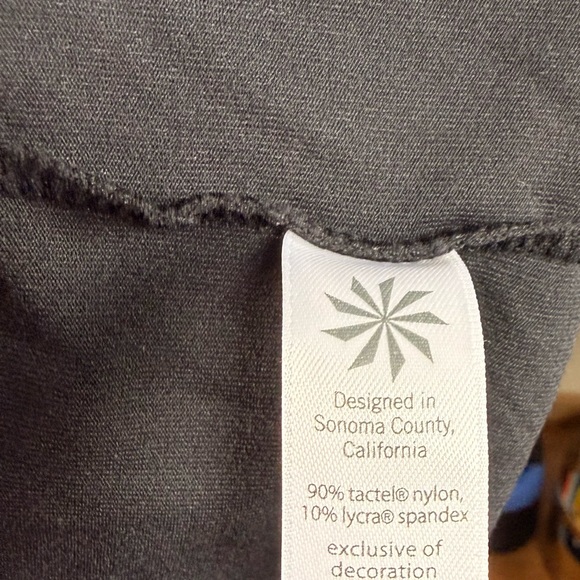 Designed in
Sonoma County,
California
90% tactel® nylon,
10% lycra® spandex
exclusive of
decoration